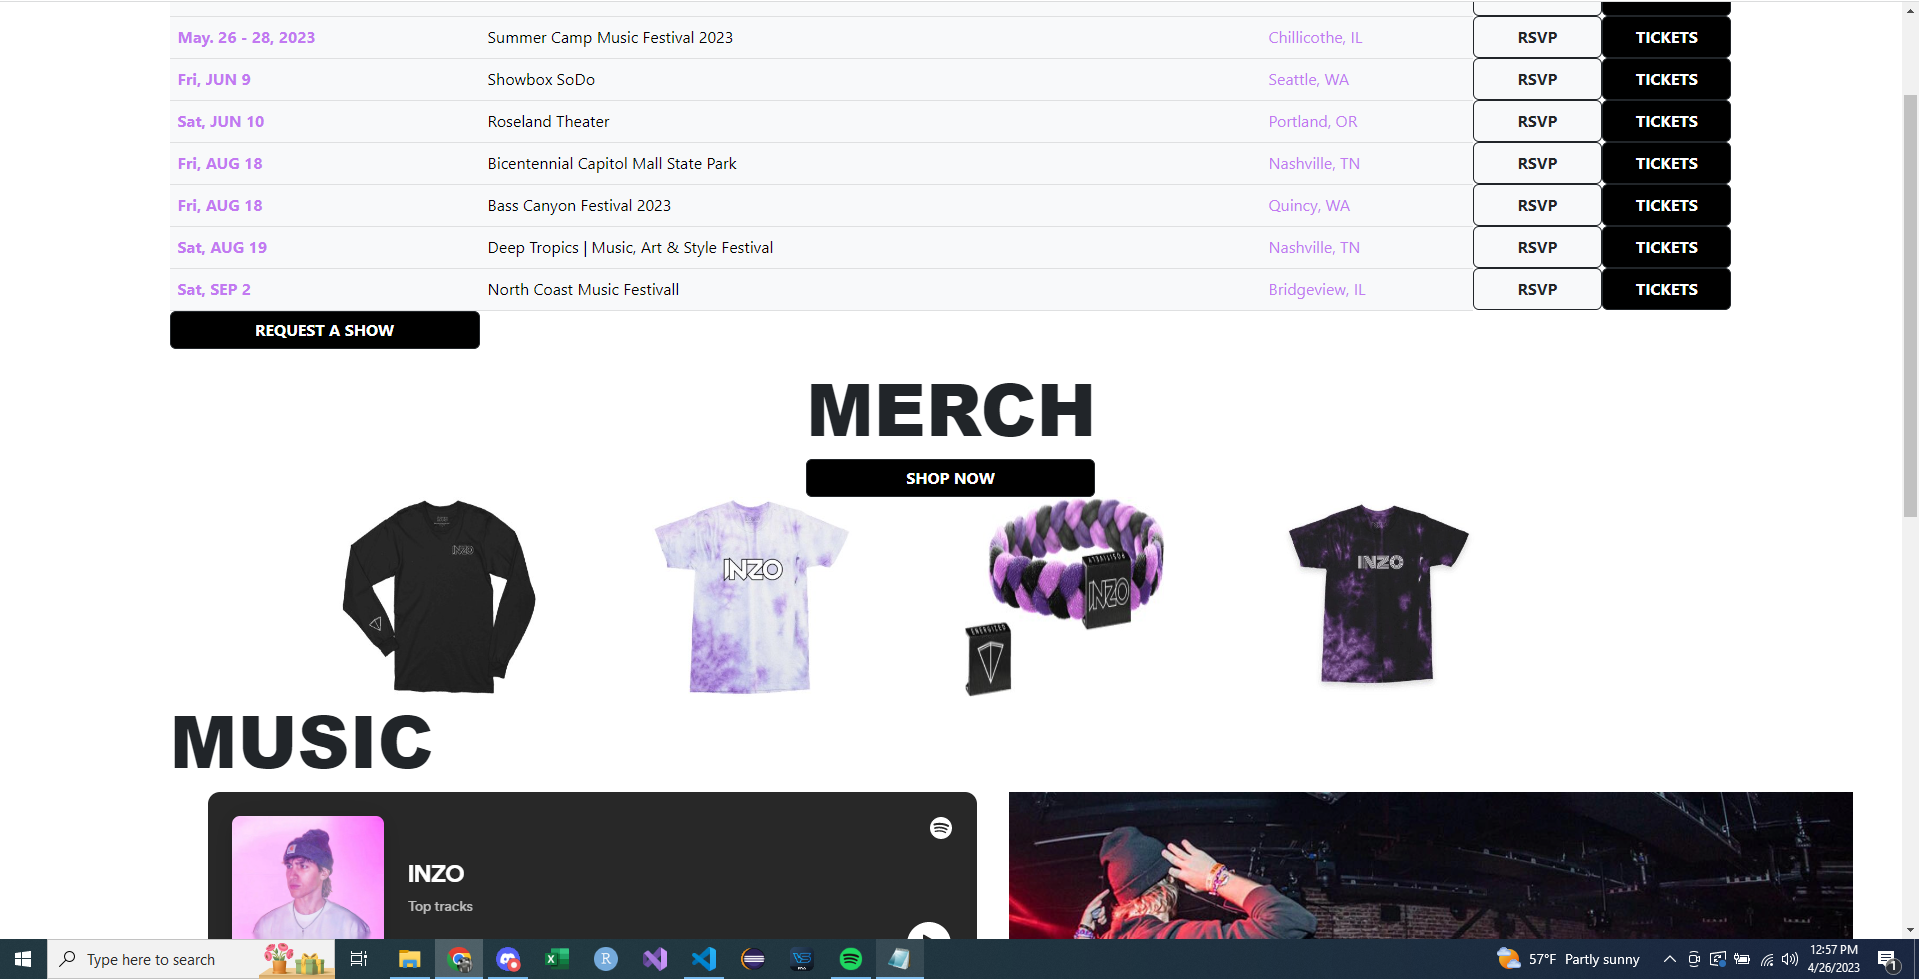 May. 26 - 28, 2023 Summer Camp Music Festival 2023 Chillicothe, IL RSVP TICKETS
Fri, JUN 9 Showbox SoDo Seattle, WA RSVP TICKETS
Sat, JUN 10 Roseland Theater Portland, OR RSVP TICKETS
Fri, AUG 18 Bicentennial Capitol Mall State Park Nashville, TN RSVP TICKETS
Fri, AUG 18 Bass Canyon Festival 2023 Quincy, WA RSVP TICKETS
Sat, AUG 19 Deep Tropics | Music, Art & Style Festival Nashville, TN RSVP TICKETS
Sat, SEP 2 North Coast Music Festivall Bridgeview, IL RSVP TICKETS
REQUEST A SHOW
MERCH
SHOP NOW
INZO
INZO
INZO
ENERGIZED
INZO
MUSIC
INZO
Top tracks
Type here to search
57°F Partly sunny
12:57 PM
4/26/2023
1